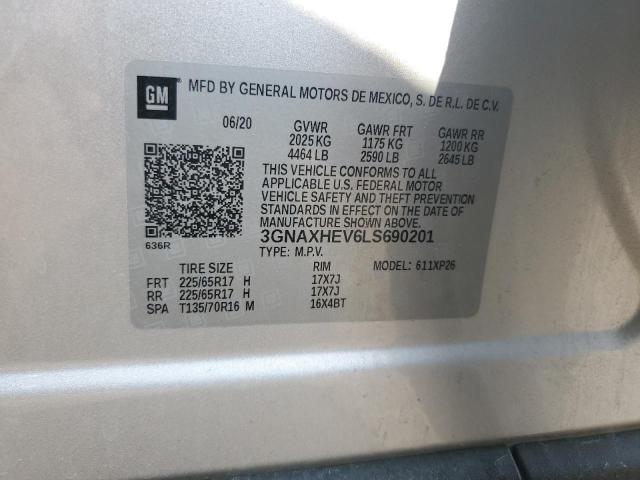 GM MFD BY GENERAL MOTORS DE MEXICO, S. DE R.L. DE C.V.
06/20 GVWR GAWR FRT GAWR RR
2025 KG 1175 KG 1200 KG
4464 LB 2590 LB 2645 LB
THIS VEHICLE CONFORMS TO ALL
APPLICABLE U.S. FEDERAL MOTOR
VEHICLE SAFETY AND THEFT PREVENTION
STANDARDS IN EFFECT ON THE DATE OF
MANUFACTURE SHOWN ABOVE.
636R 3GNAXHEV6LS690201
TYPE: M.P.V. MODEL: 611XP26
TIRE SIZE RIM
FRT 225/65R17 H 17X7J
RR 225/65R17 H 17X7J
SPA T135/70R16 M 16X4BT